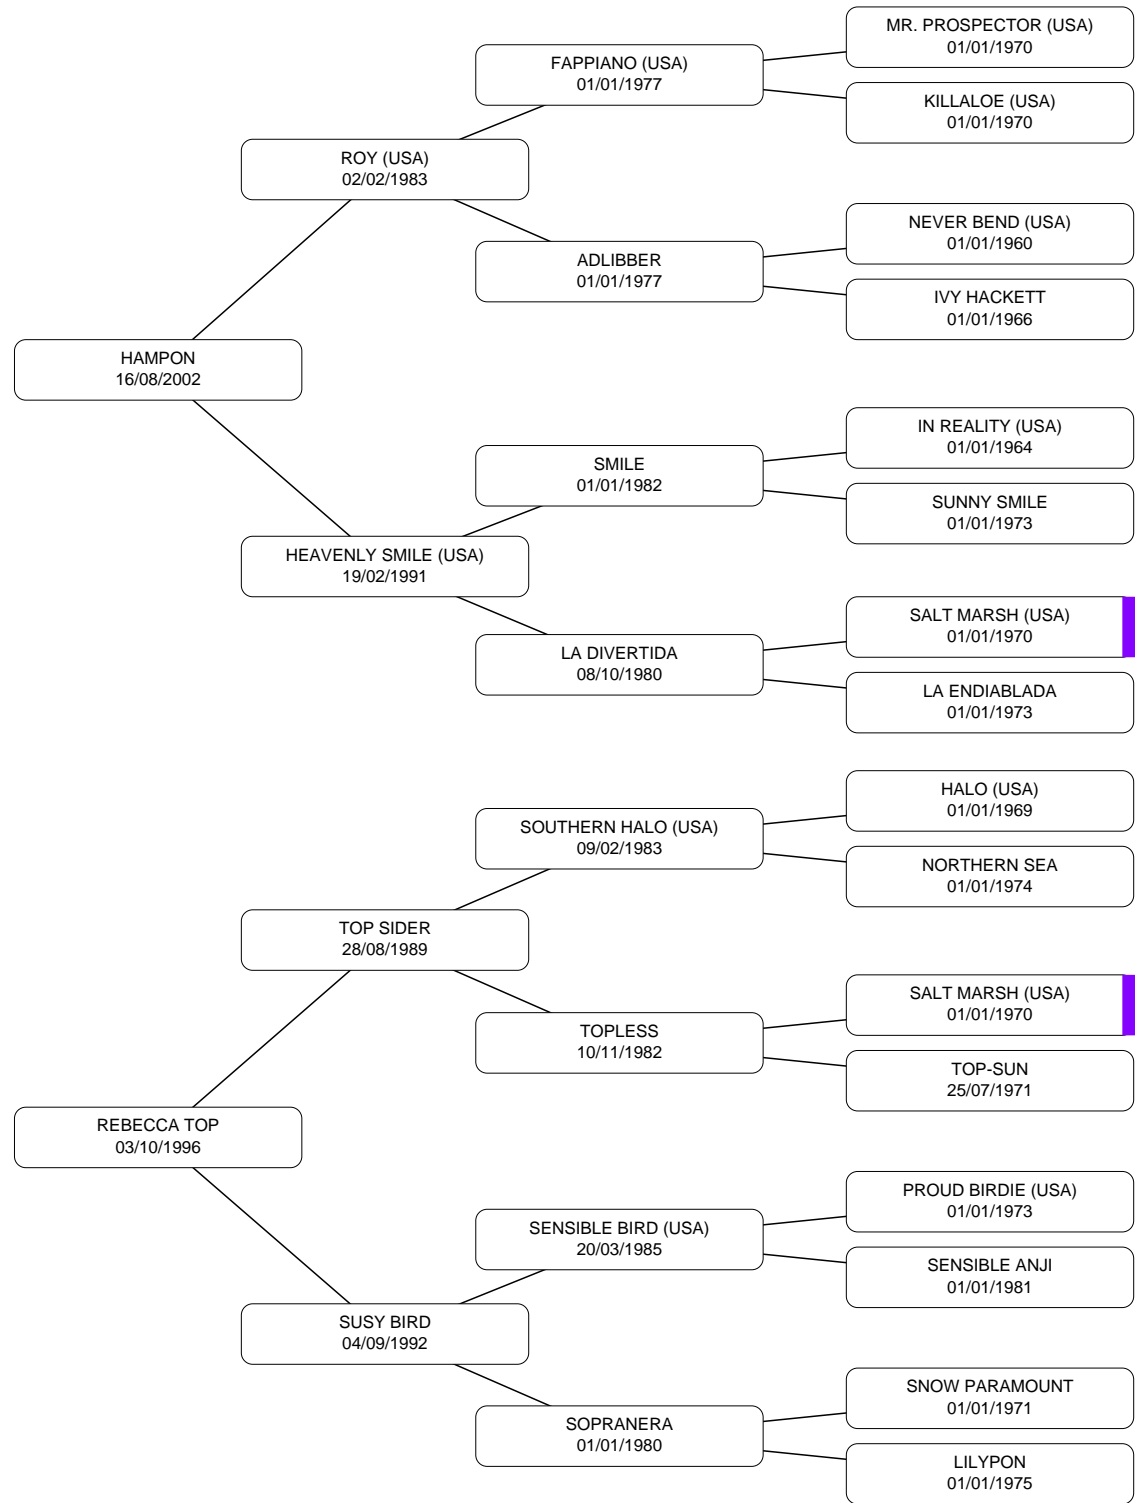 MR. PROSPECTOR (USA)
01/01/1970
FAPPIANO (USA)
01/01/1977
KILLALOE (USA)
01/01/1970
ROY (USA)
02/02/1983
NEVER BEND (USA)
01/01/1960
ADLIBBER
01/01/1977
IVY HACKETT
01/01/1966
HAMPON
16/08/2002
IN REALITY (USA)
01/01/1964
SMILE
01/01/1982
SUNNY SMILE
01/01/1973
HEAVENLY SMILE (USA)
19/02/1991
SALT MARSH (USA)
01/01/1970
LA DIVERTIDA
08/10/1980
LA ENDIABLADA
01/01/1973
HALO (USA)
01/01/1969
SOUTHERN HALO (USA)
09/02/1983
NORTHERN SEA
01/01/1974
TOP SIDER
28/08/1989
SALT MARSH (USA)
01/01/1970
TOPLESS
10/11/1982
TOP-SUN
25/07/1971
REBECCA TOP
03/10/1996
PROUD BIRDIE (USA)
01/01/1973
SENSIBLE BIRD (USA)
20/03/1985
SENSIBLE ANJI
01/01/1981
SUSY BIRD
04/09/1992
SNOW PARAMOUNT
01/01/1971
SOPRANERA
01/01/1980
LILYPON
01/01/1975